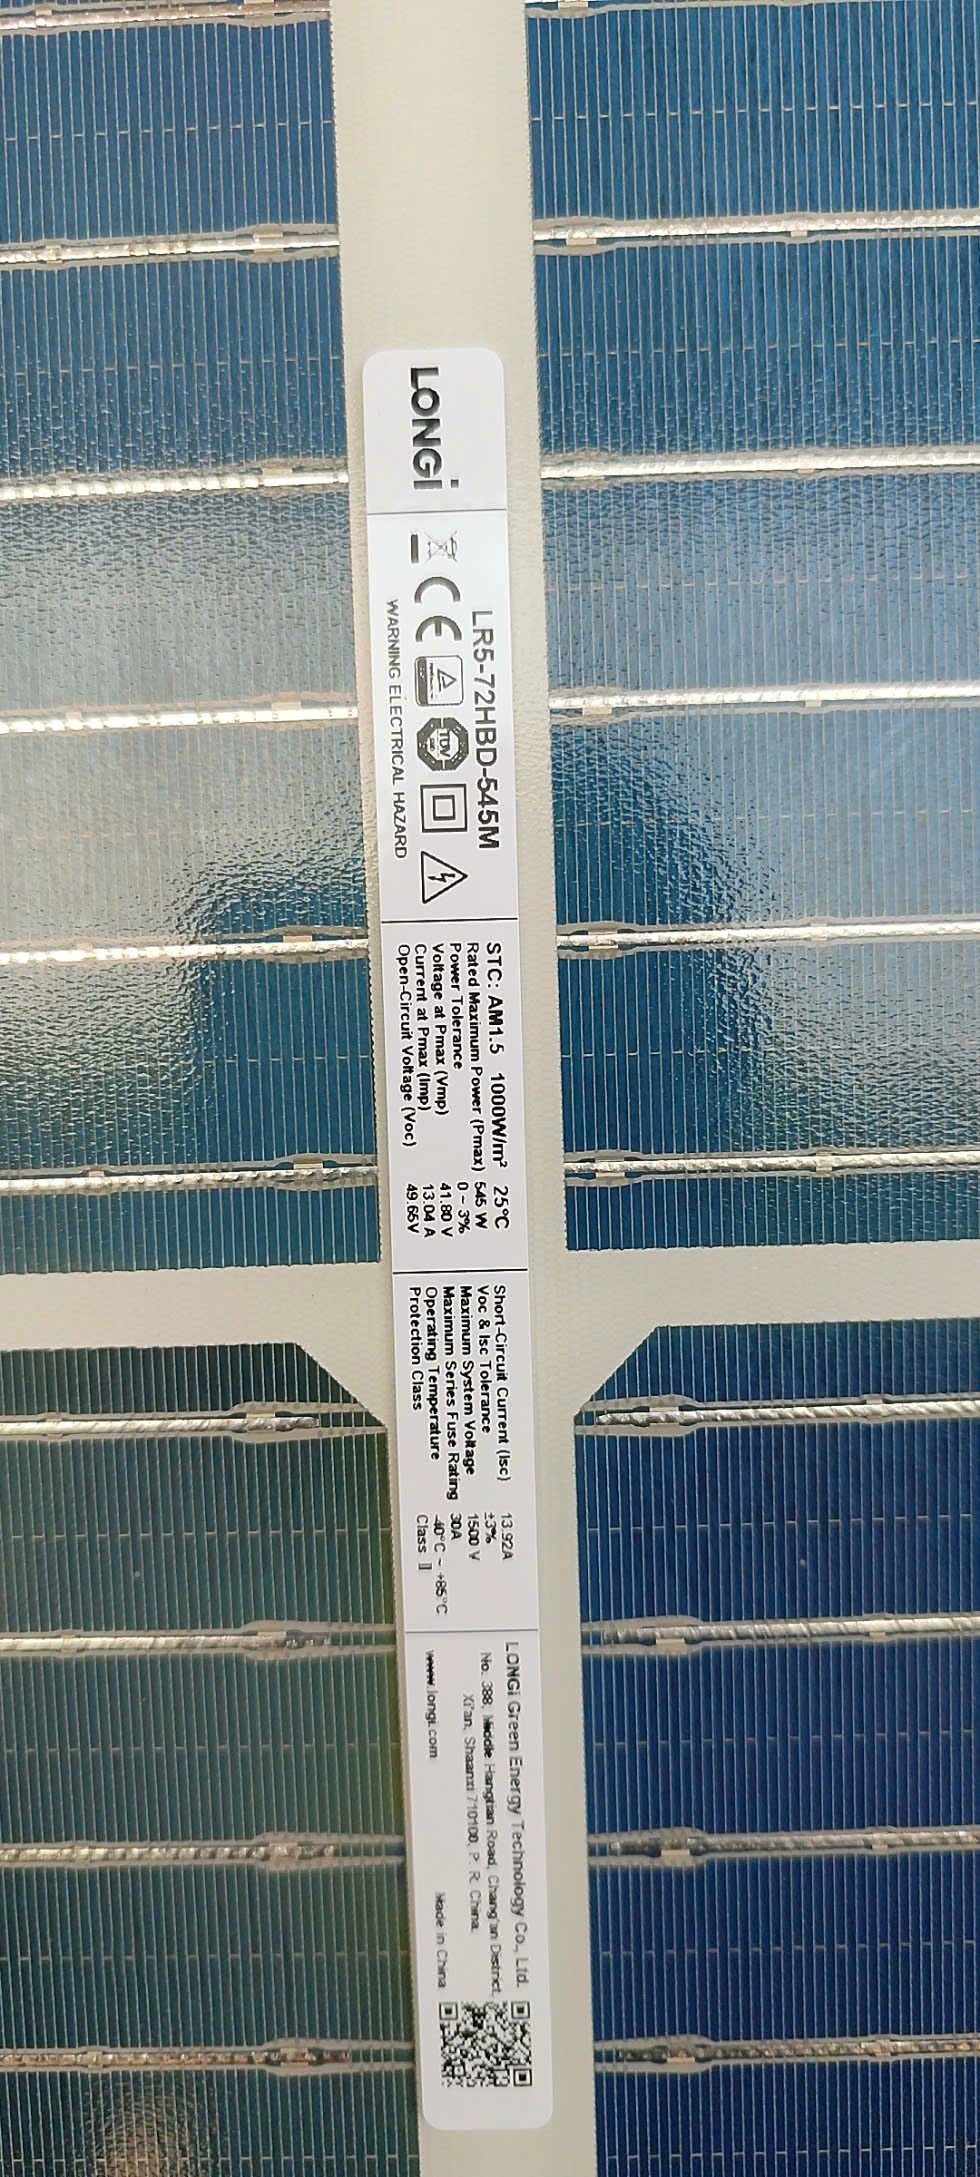 LONGi
LR5-72HBD-545M
CE
TÜV
WARNING ELECTRICAL HAZARD
STC: AM1.5 1000W/m² 25°C
Rated Maximum Power (Pmax) 545 W
Power Tolerance 0 ~ 3%
Voltage at Pmax (Vmp) 41.80 V
Current at Pmax (Imp) 13.04 A
Open-Circuit Voltage (Voc) 49.65V
Short-Circuit Current (Isc) 13.92A
Voc & Isc Tolerance ±3%
Maximum System Voltage 1500 V
Maximum Series Fuse Rating 30A
Operating Temperature -40°C ~ +85°C
Protection Class Class Ⅱ
LONGi Green Energy Technology Co., Ltd.
No. 388, Middle Hangtian Road, Chang'an District,
Xi'an, Shaanxi 710100, P. R. China.
www.longi.com Made in China